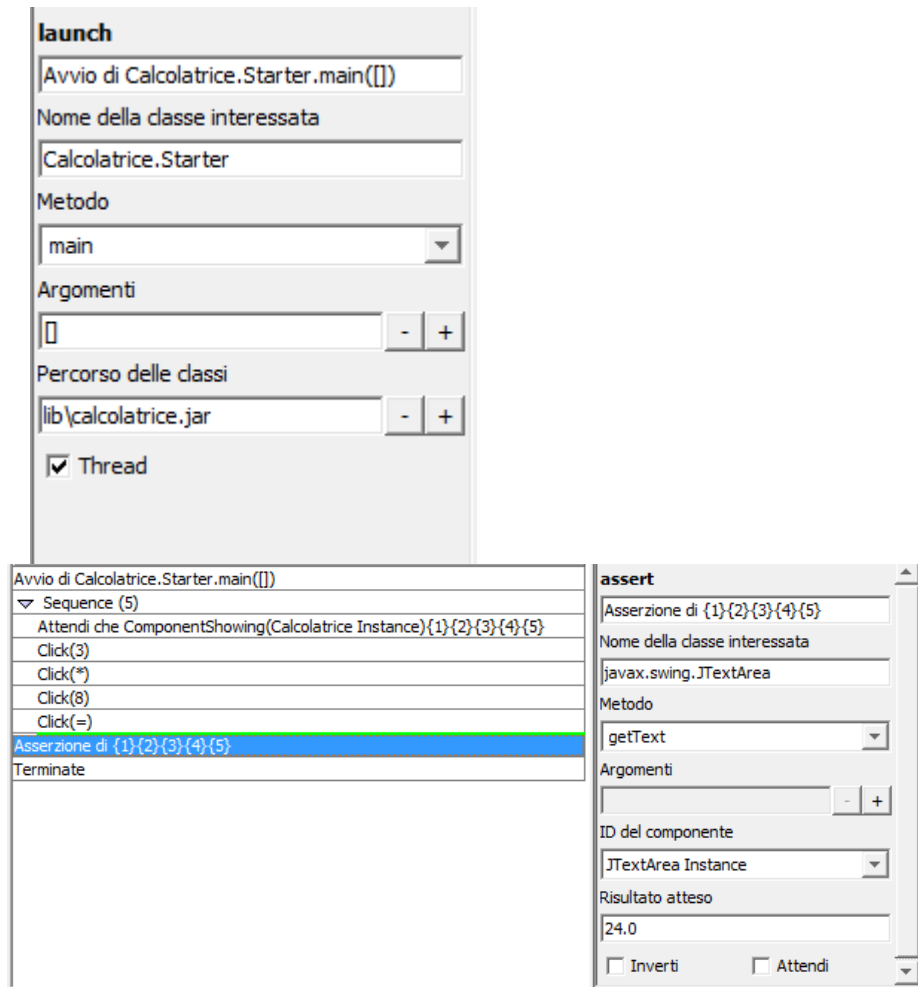 launch
Avvio di Calcolatrice.Starter.main([])
Nome della classe interessata
Calcolatrice.Starter
Metodo
main
Argomenti
[]
- +
Percorso delle classi
lib\calcolatrice.jar
- +
Thread
Avvio di Calcolatrice.Starter.main([])
Sequence (5)
Attendi che ComponentShowing(Calcolatrice Instance){1}{2}{3}{4}{5}
Click(3)
Click(*)
Click(8)
Click(=)
Asserzione di {1}{2}{3}{4}{5}
Terminate
assert
Asserzione di {1}{2}{3}{4}{5}
Nome della classe interessata
javax.swing.JTextArea
Metodo
getText
Argomenti
- +
ID del componente
JTextArea Instance
Risultato atteso
24.0
Inverti Attendi